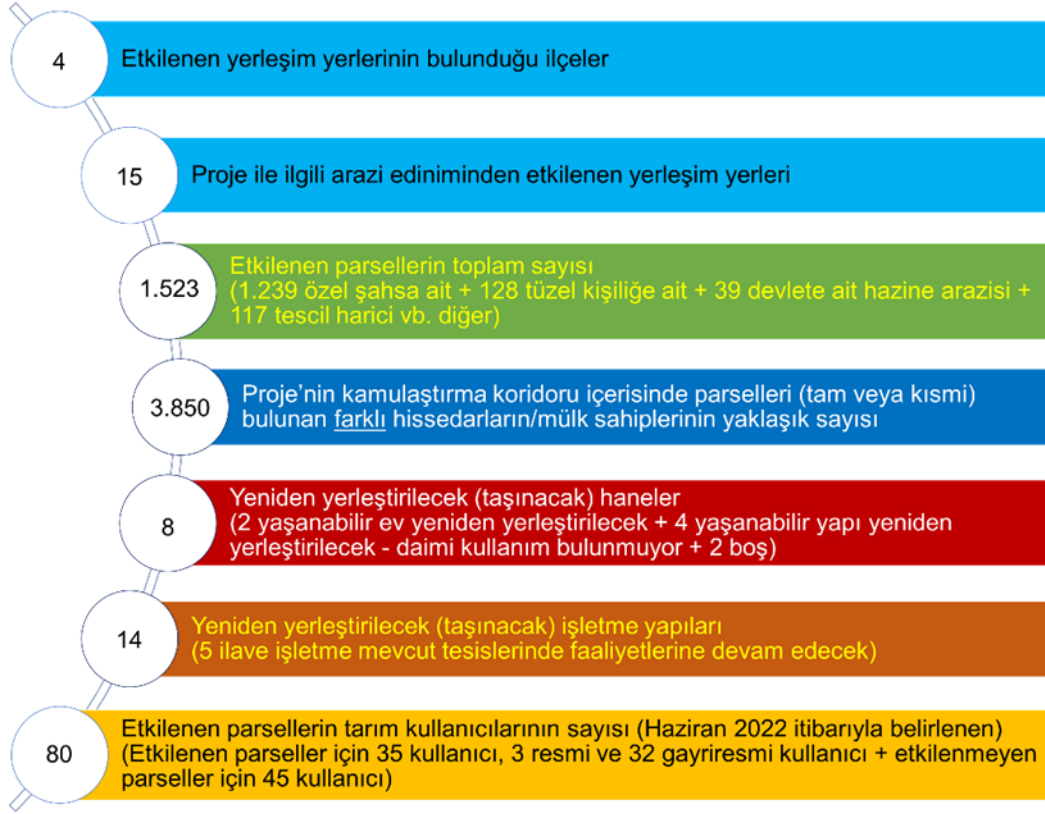 4
Etkilenen yerleşim yerlerinin bulunduğu ilçeler
15
Proje ile ilgili arazi ediniminden etkilenen yerleşim yerleri
1.523
Etkilenen parsellerin toplam sayısı
(1.239 özel şahsa ait + 128 tüzel kişiliğe ait + 39 devlete ait hazine arazisi +
117 tescil harici vb. diğer)
3.850
Proje’nin kamulaştırma koridoru içerisinde parselleri (tam veya kısmi)
bulunan farklı hissedarların/mülk sahiplerinin yaklaşık sayısı
8
Yeniden yerleştirilecek (taşınacak) haneler
(2 yaşanabilir ev yeniden yerleştirilecek + 4 yaşanabilir yapı yeniden
yerleştirilecek - daimi kullanım bulunmuyor + 2 boş)
14
Yeniden yerleştirilecek (taşınacak) işletme yapıları
(5 ilave işletme mevcut tesislerinde faaliyetlerine devam edecek)
80
Etkilenen parsellerin tarım kullanıcılarının sayısı (Haziran 2022 itibarıyla belirlenen)
(Etkilenen parseller için 35 kullanıcı, 3 resmi ve 32 gayriresmi kullanıcı + etkilenmeyen
parseller için 45 kullanıcı)